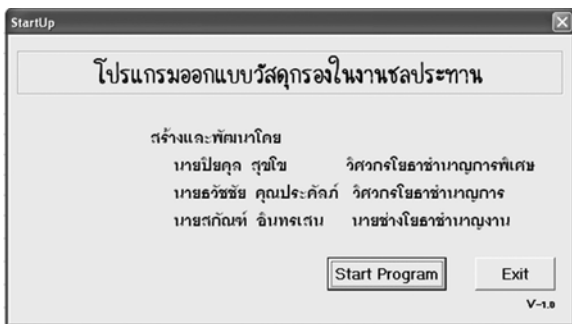 StartUp
โปรแกรมออกแบบวัสดุกรองในงานชลประทาน
สร้างและพัฒนาโดย
นายปิยกุล สุขโข วิศวกรโยธาชำนาญการพิเศษ
นายธวัชชัย คุณประคัลภ์ วิศวกรโยธาชำนาญการ
นายสกัณฑ์ อินทรเสน นายช่างโยธาชำนาญงาน
Start Program Exit
V-1.0